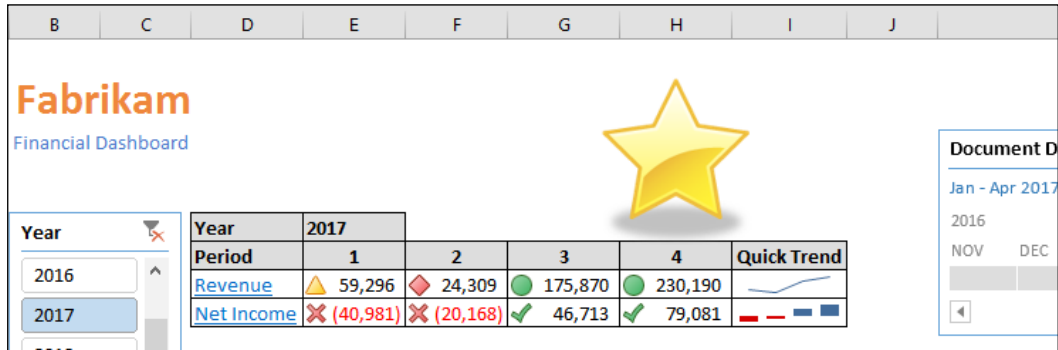 B C D E F G H I J
Fabrikam
Financial Dashboard
Document D
Jan - Apr 2017
2016
NOV DEC
Year
2016
2017
Year 2017
Period 1 2 3 4 Quick Trend
Revenue 59,296 24,309 175,870 230,190
Net Income (40,981) (20,168) 46,713 79,081